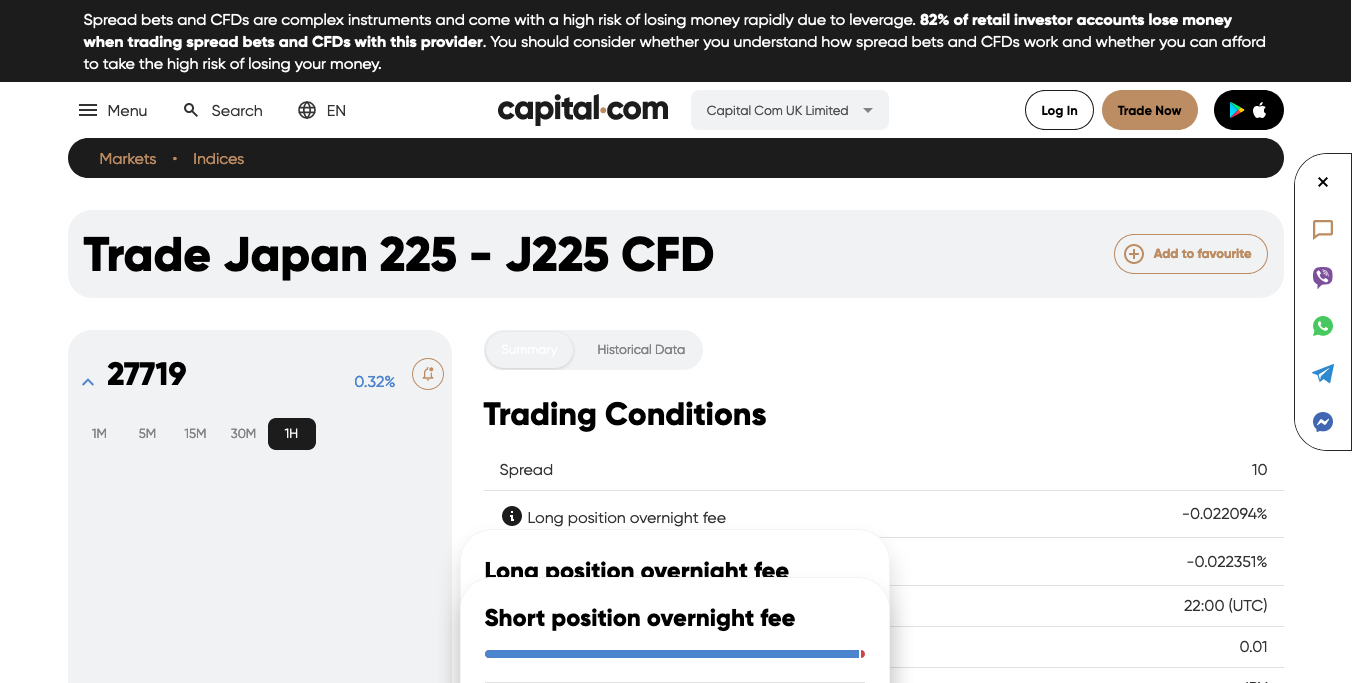 Spread bets and CFDs are complex instruments and come with a high risk of losing money rapidly due to leverage. 82% of retail investor accounts lose money
when trading spread bets and CFDs with this provider. You should consider whether you understand how spread bets and CFDs work and whether you can afford
to take the high risk of losing your money.
Menu Search EN capital.com Capital Com UK Limited Log In Trade Now
Markets • Indices
Trade Japan 225 - J225 CFD Add to favourite
27719 0.32%
1M 5M 15M 30M 1H
Summary Historical Data
Trading Conditions
Spread 10
Long position overnight fee -0.022094%
-0.022351%
22:00 (UTC)
0.01
Long position overnight fee
Short position overnight fee